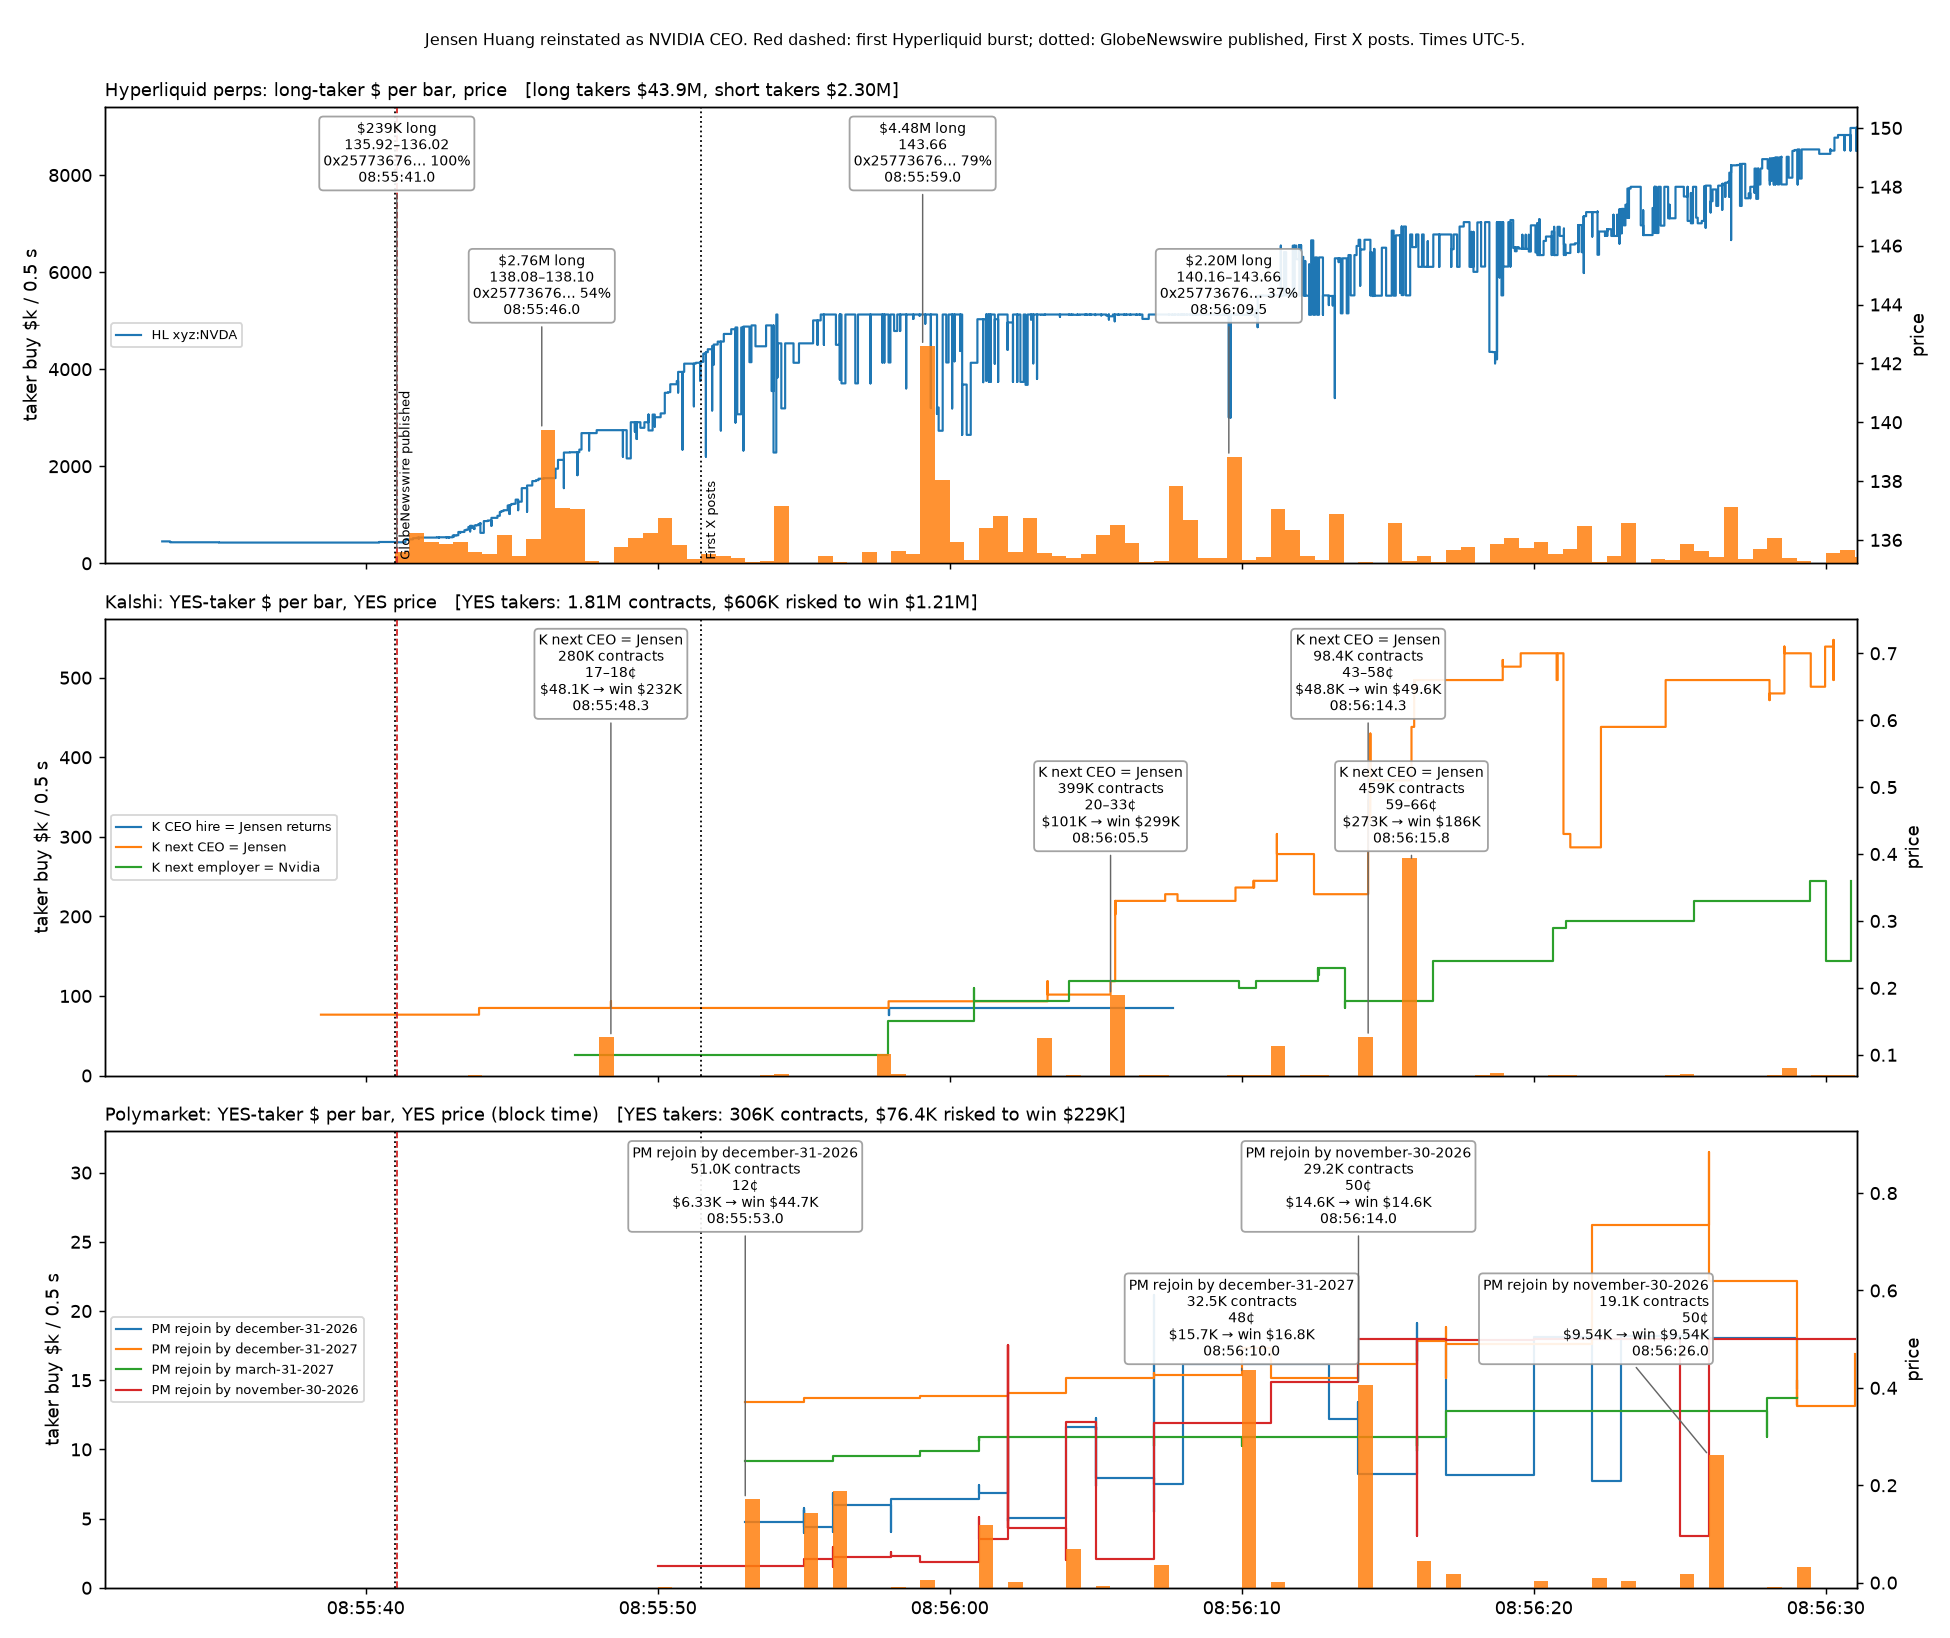 Jensen Huang reinstated as NVIDIA CEO. Red dashed: first Hyperliquid burst; dotted: GlobeNewswire published, First X posts. Times UTC-5.
Hyperliquid perps: long-taker $ per bar, price   [long takers $43.9M, short takers $2.30M]
$239K long
135.92–136.02
0x25773676... 100%
08:55:41.0
$4.48M long
143.66
0x25773676... 79%
08:55:59.0
$2.76M long
138.08–138.10
0x25773676... 54%
08:55:46.0
$2.20M long
140.16–143.66
0x25773676... 37%
08:56:09.5
HL xyz:NVDA
GlobeNewswire published
First X posts
taker buy $k / 0.5 s
8000
6000
4000
2000
0
150
148
146
144
142
140
138
136
price
Kalshi: YES-taker $ per bar, YES price   [YES takers: 1.81M contracts, $606K risked to win $1.21M]
K next CEO = Jensen
280K contracts
17–18¢
$48.1K → win $232K
08:55:48.3
K next CEO = Jensen
98.4K contracts
43–58¢
$48.8K → win $49.6K
08:56:14.3
K next CEO = Jensen
399K contracts
20–33¢
$101K → win $299K
08:56:05.5
K next CEO = Jensen
459K contracts
59–66¢
$273K → win $186K
08:56:15.8
K CEO hire = Jensen returns
K next CEO = Jensen
K next employer = Nvidia
taker buy $k / 0.5 s
500
400
300
200
100
0
0.7
0.6
0.5
0.4
0.3
0.2
0.1
price
Polymarket: YES-taker $ per bar, YES price (block time)   [YES takers: 306K contracts, $76.4K risked to win $229K]
PM rejoin by december-31-2026
51.0K contracts
12¢
$6.33K → win $44.7K
08:55:53.0
PM rejoin by november-30-2026
29.2K contracts
50¢
$14.6K → win $14.6K
08:56:14.0
PM rejoin by december-31-2027
32.5K contracts
48¢
$15.7K → win $16.8K
08:56:10.0
PM rejoin by november-30-2026
19.1K contracts
50¢
$9.54K → win $9.54K
08:56:26.0
PM rejoin by december-31-2026
PM rejoin by december-31-2027
PM rejoin by march-31-2027
PM rejoin by november-30-2026
taker buy $k / 0.5 s
30
25
20
15
10
5
0
0.8
0.6
0.4
0.2
0.0
price
08:55:40
08:55:50
08:56:00
08:56:10
08:56:20
08:56:30